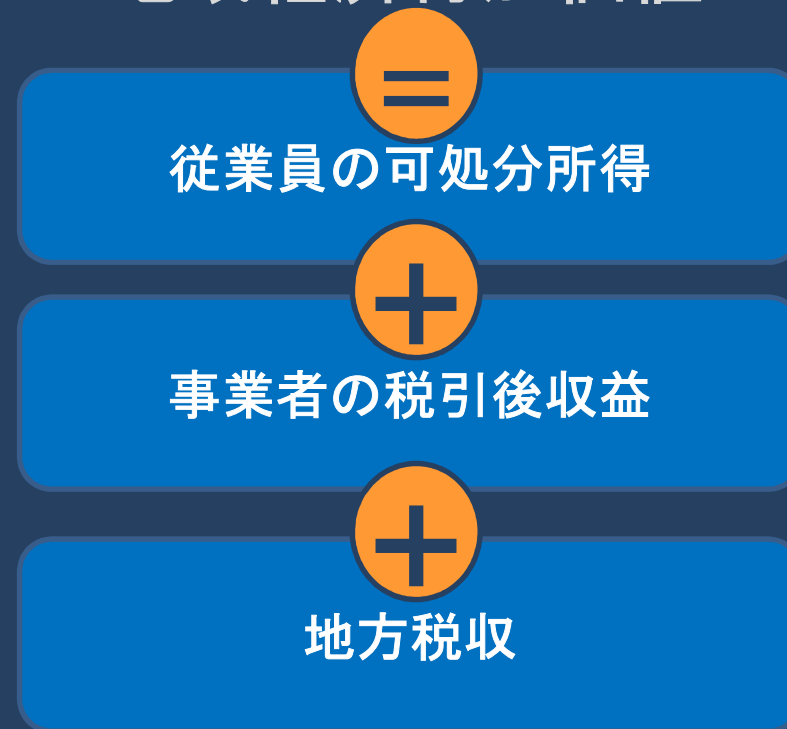 =
従業員の可処分所得
+
事業者の税引後収益
+
地方税収